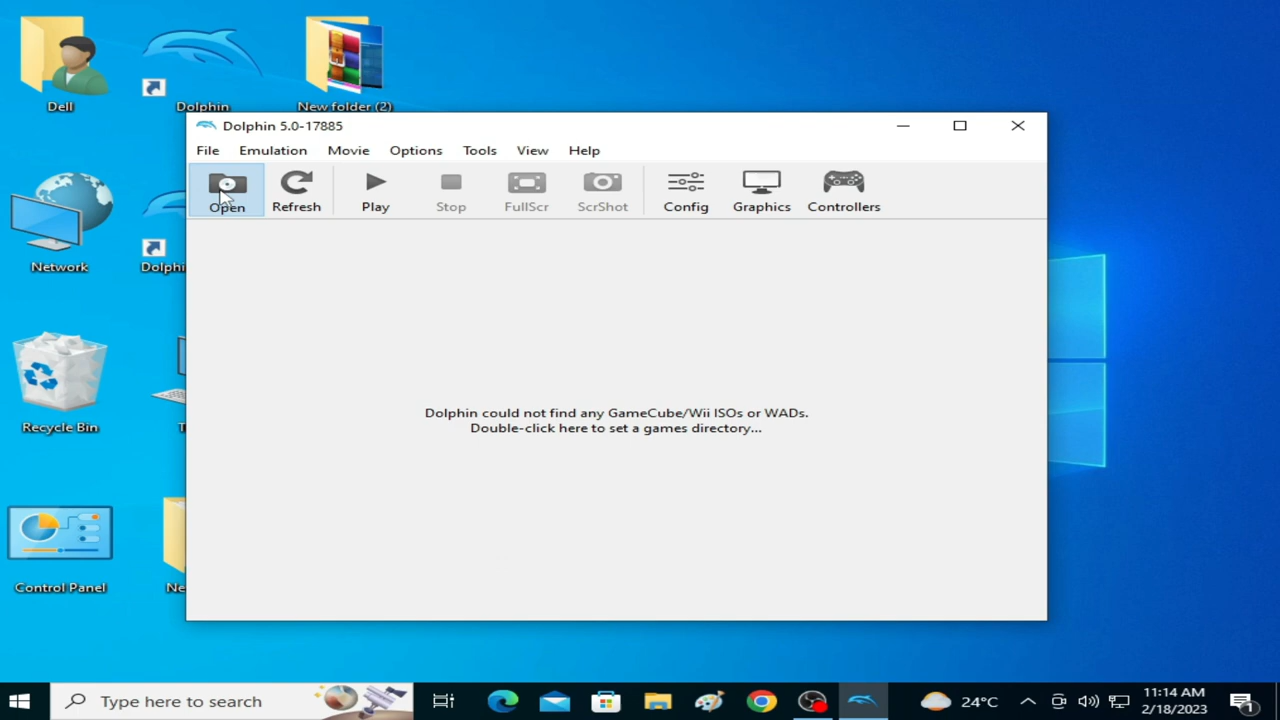 Dell
Dolphin
New folder (2)
Dolphin 5.0-17885
File Emulation Movie Options Tools View Help
Open Refresh Play Stop FullScr ScrShot Config Graphics Controllers
Network
Dolphi
Dolphin could not find any GameCube/Wii ISOs or WADs.
Double-click here to set a games directory...
Recycle Bin
T
Control Panel
Ne
Type here to search
24°C
11:14 AM
2/18/2023
1